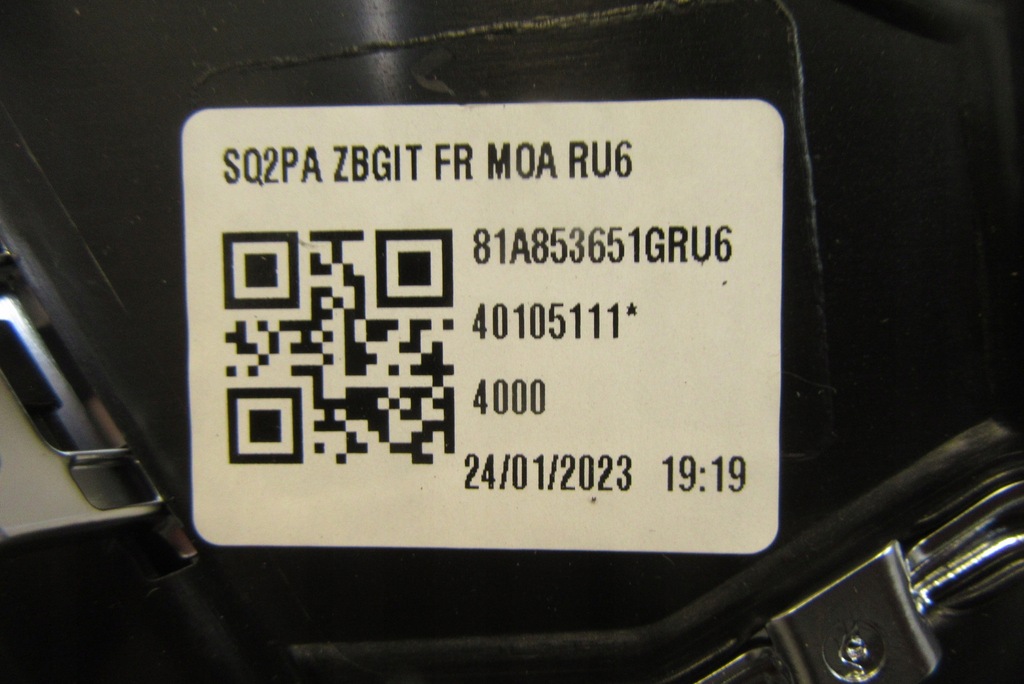 SQ2PA ZBGIT FR MOA RU6
81A853651GRU6
40105111*
4000
24/01/2023 19:19